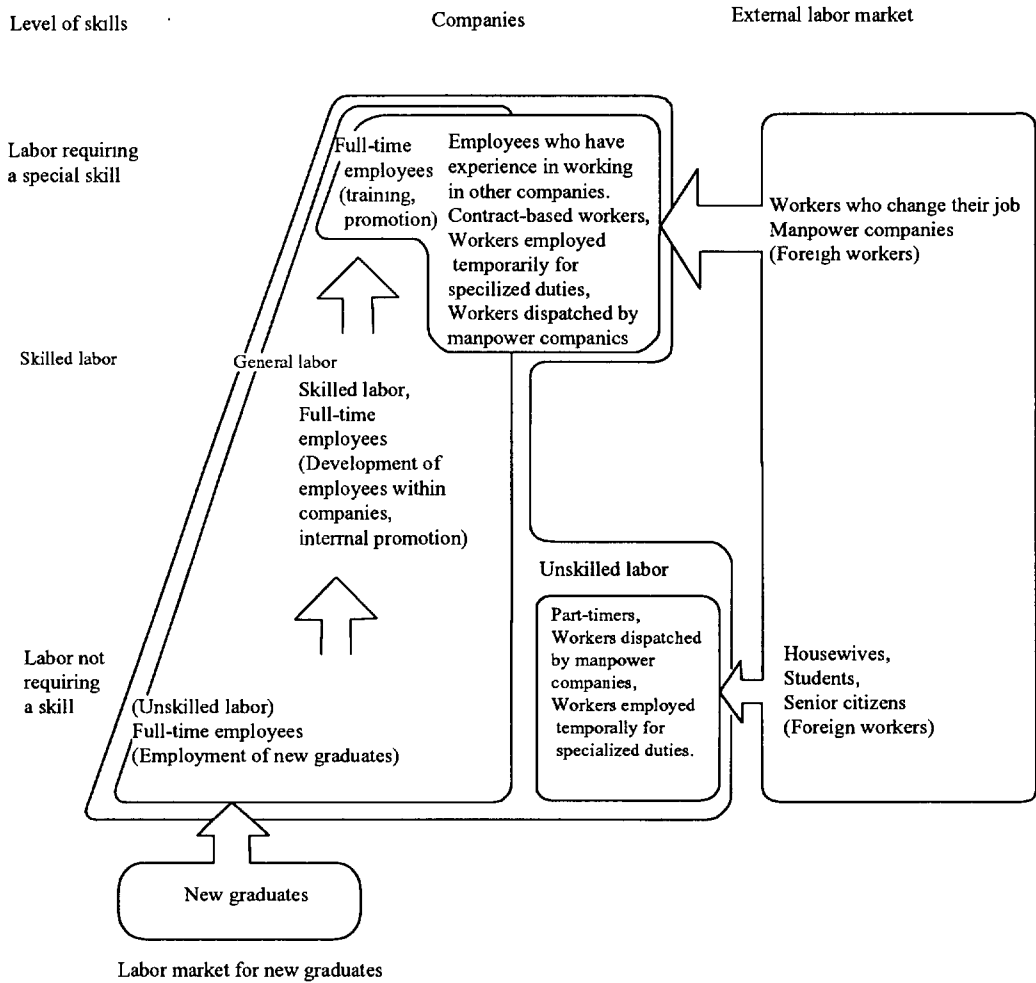 Level of skills
Companies
External labor market
Labor requiring
a special skill
Full-time
employees
(training,
promotion)
Employees who have
experience in working
in other companies.
Contract-based workers,
Workers employed
temporarily for
specilized duties,
Workers dispatched by
manpower companics
Workers who change their job
Manpower companies
(Foreigh workers)
Skilled labor
General labor
Skilled labor,
Full-time
employees
(Development of
employees within
companies,
intermal promotion)
Unskilled labor
Part-timers,
Workers dispatched
by manpower
companies,
Workers employed
temporally for
specialized duties.
Housewives,
Students,
Senior citizens
(Foreign workers)
Labor not
requiring
a skill
(Unskilled labor)
Full-time employees
(Employment of new graduates)
New graduates
Labor market for new graduates